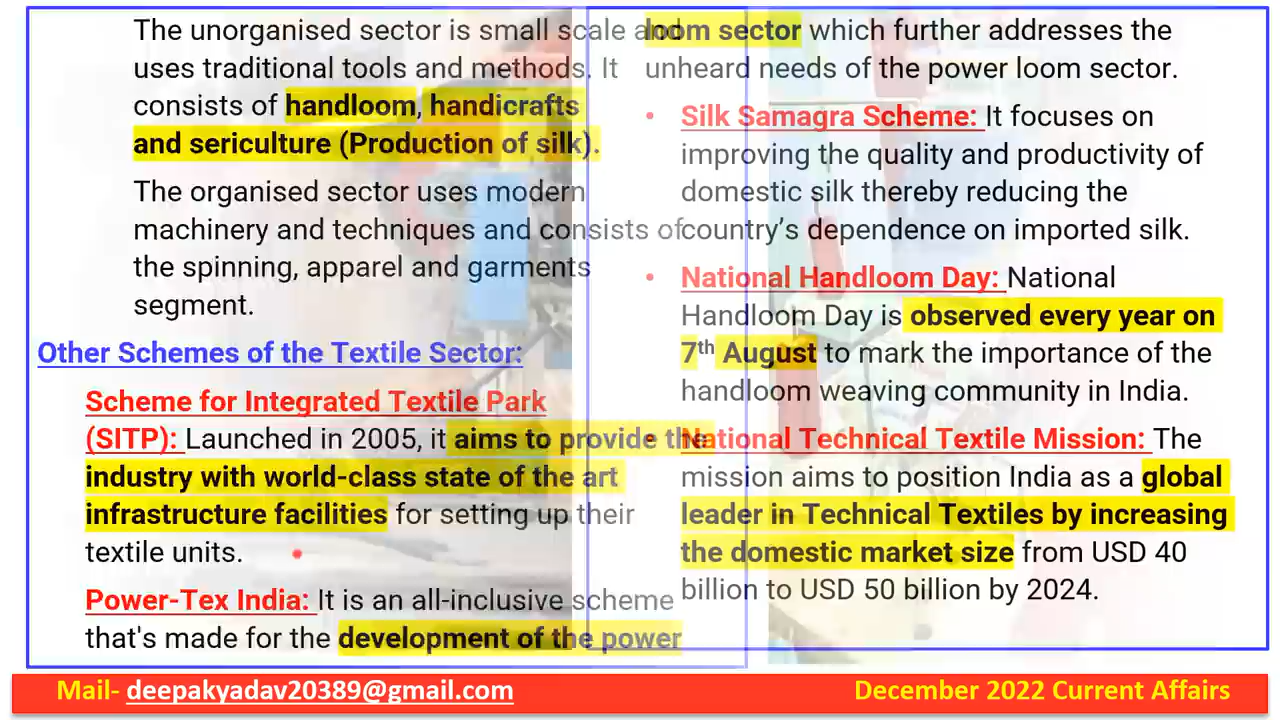 The unorganised sector is small scale and
uses traditional tools and methods. It
consists of handloom, handicrafts
and sericulture (Production of silk).
The organised sector uses modern
machinery and techniques and consists of
the spinning, apparel and garments
segment.
Other Schemes of the Textile Sector:
Scheme for Integrated Textile Park
(SITP): Launched in 2005, it aims to provide the
industry with world-class state of the art
infrastructure facilities for setting up their
textile units.
Power-Tex India: It is an all-inclusive scheme
that's made for the development of the power
loom sector which further addresses the
unheard needs of the power loom sector.
• Silk Samagra Scheme: It focuses on
improving the quality and productivity of
domestic silk thereby reducing the
country’s dependence on imported silk.
• National Handloom Day: National
Handloom Day is observed every year on
7th August to mark the importance of the
handloom weaving community in India.
• National Technical Textile Mission: The
mission aims to position India as a global
leader in Technical Textiles by increasing
the domestic market size from USD 40
billion to USD 50 billion by 2024.
Mail- deepakyadav20389@gmail.com
December 2022 Current Affairs